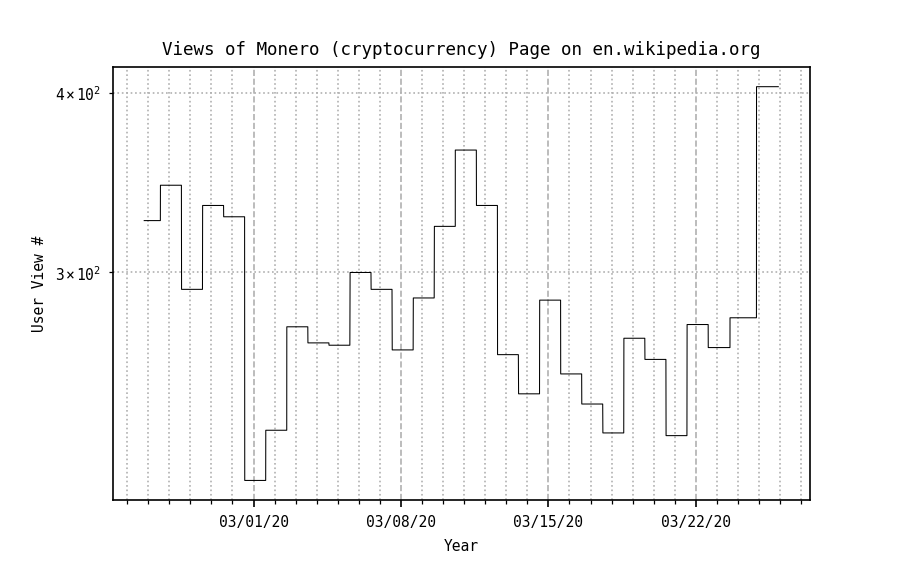 Views of Monero (cryptocurrency) Page on en.wikipedia.org
4×10²
3×10²
User View #
03/01/20 03/08/20 03/15/20 03/22/20
Year